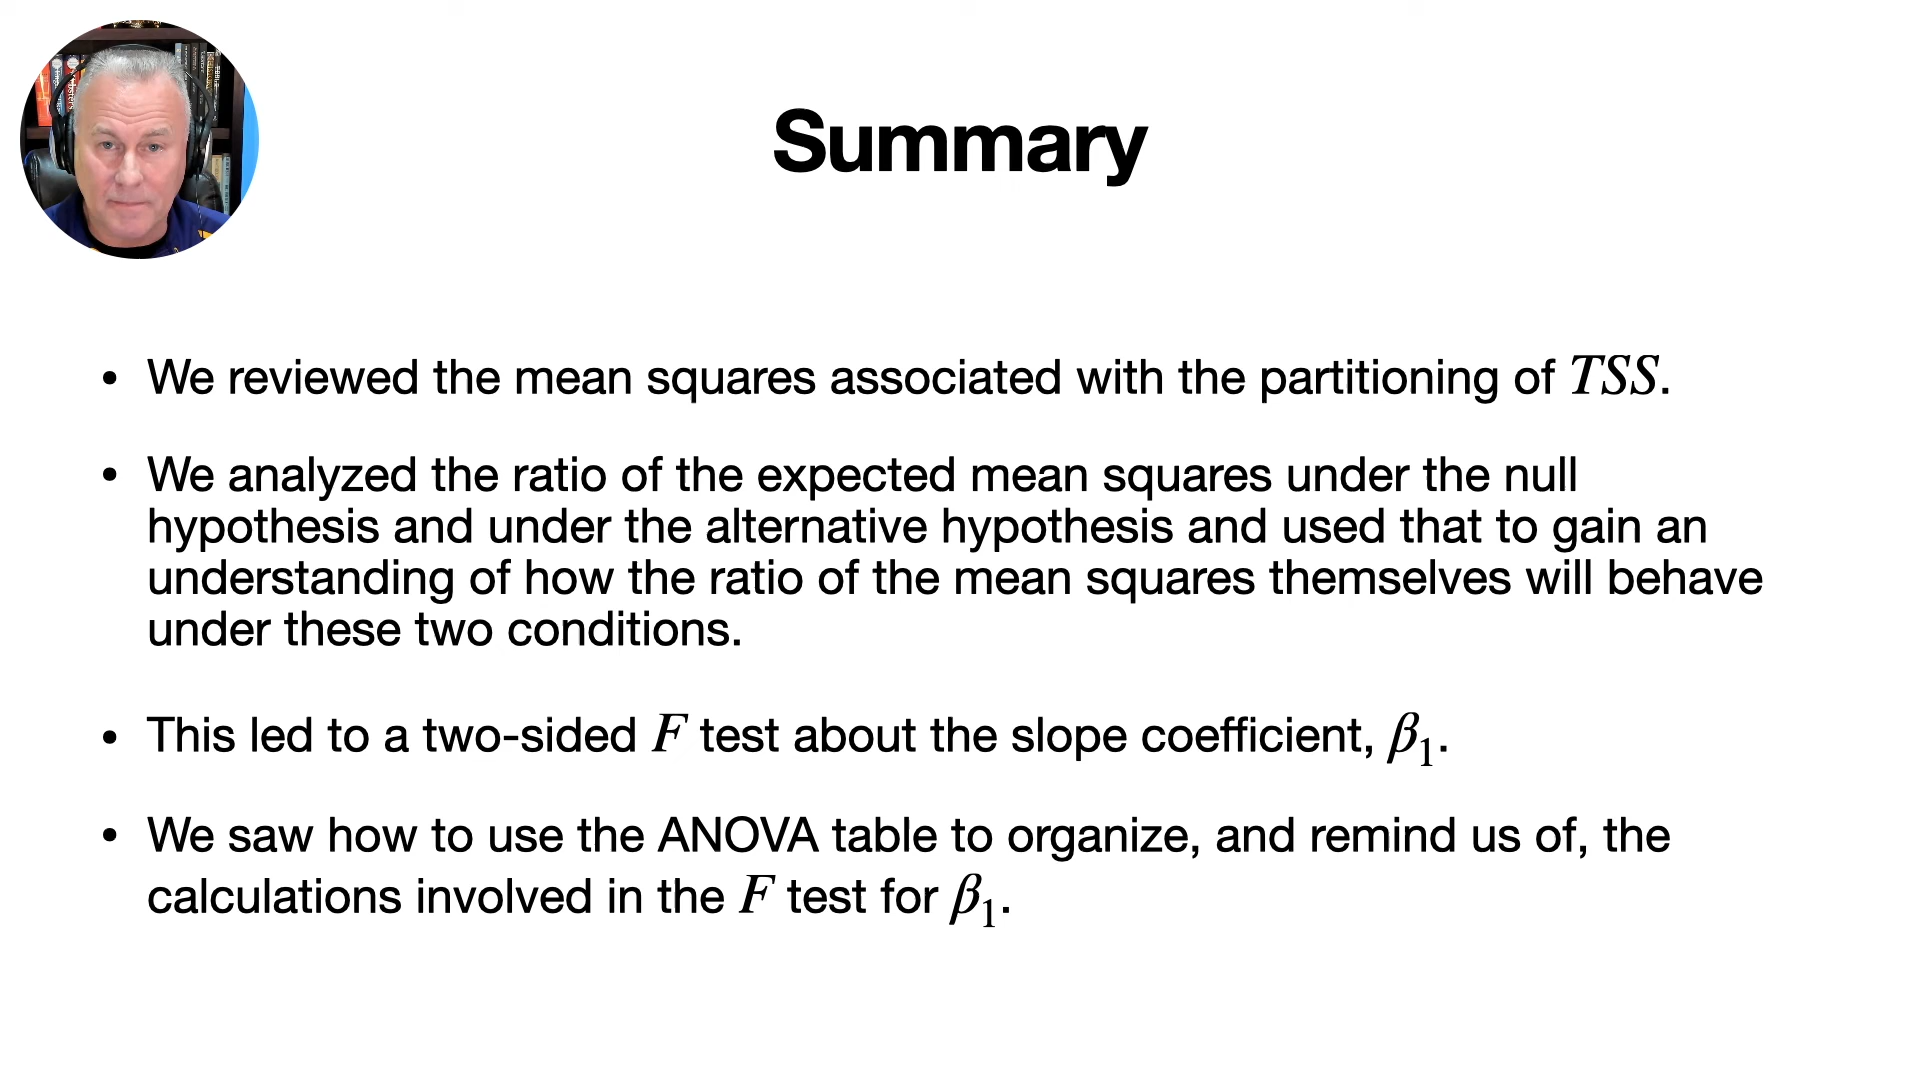 Summary
• We reviewed the mean squares associated with the partitioning of TSS.
• We analyzed the ratio of the expected mean squares under the null
hypothesis and under the alternative hypothesis and used that to gain an
understanding of how the ratio of the mean squares themselves will behave
under these two conditions.
• This led to a two-sided F test about the slope coefficient, β₁.
• We saw how to use the ANOVA table to organize, and remind us of, the
calculations involved in the F test for β₁.